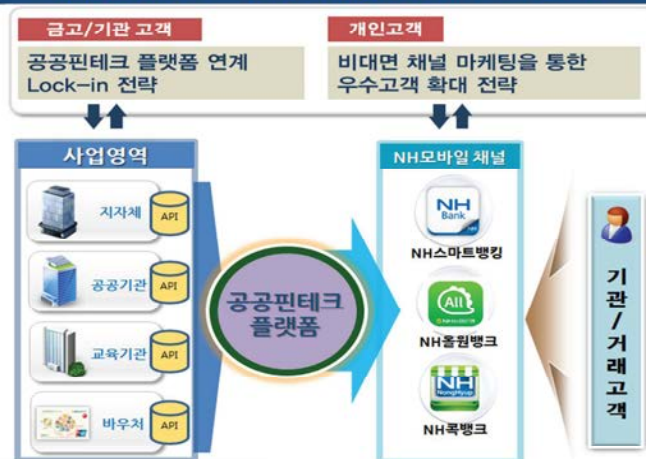 금고/기관 고객
공공핀테크 플랫폼 연계
Lock-in 전략
개인고객
비대면 채널 마케팅을 통한
우수고객 확대 전략
사업영역
지자체
API
공공기관
API
교육기관
API
바우처
API
공공핀테크
플랫폼
NH모바일 채널
NH
Bank
NH스마트뱅킹
All
NH올원뱅크
NH
NongHyup
NH콕뱅크
기관/거래고객